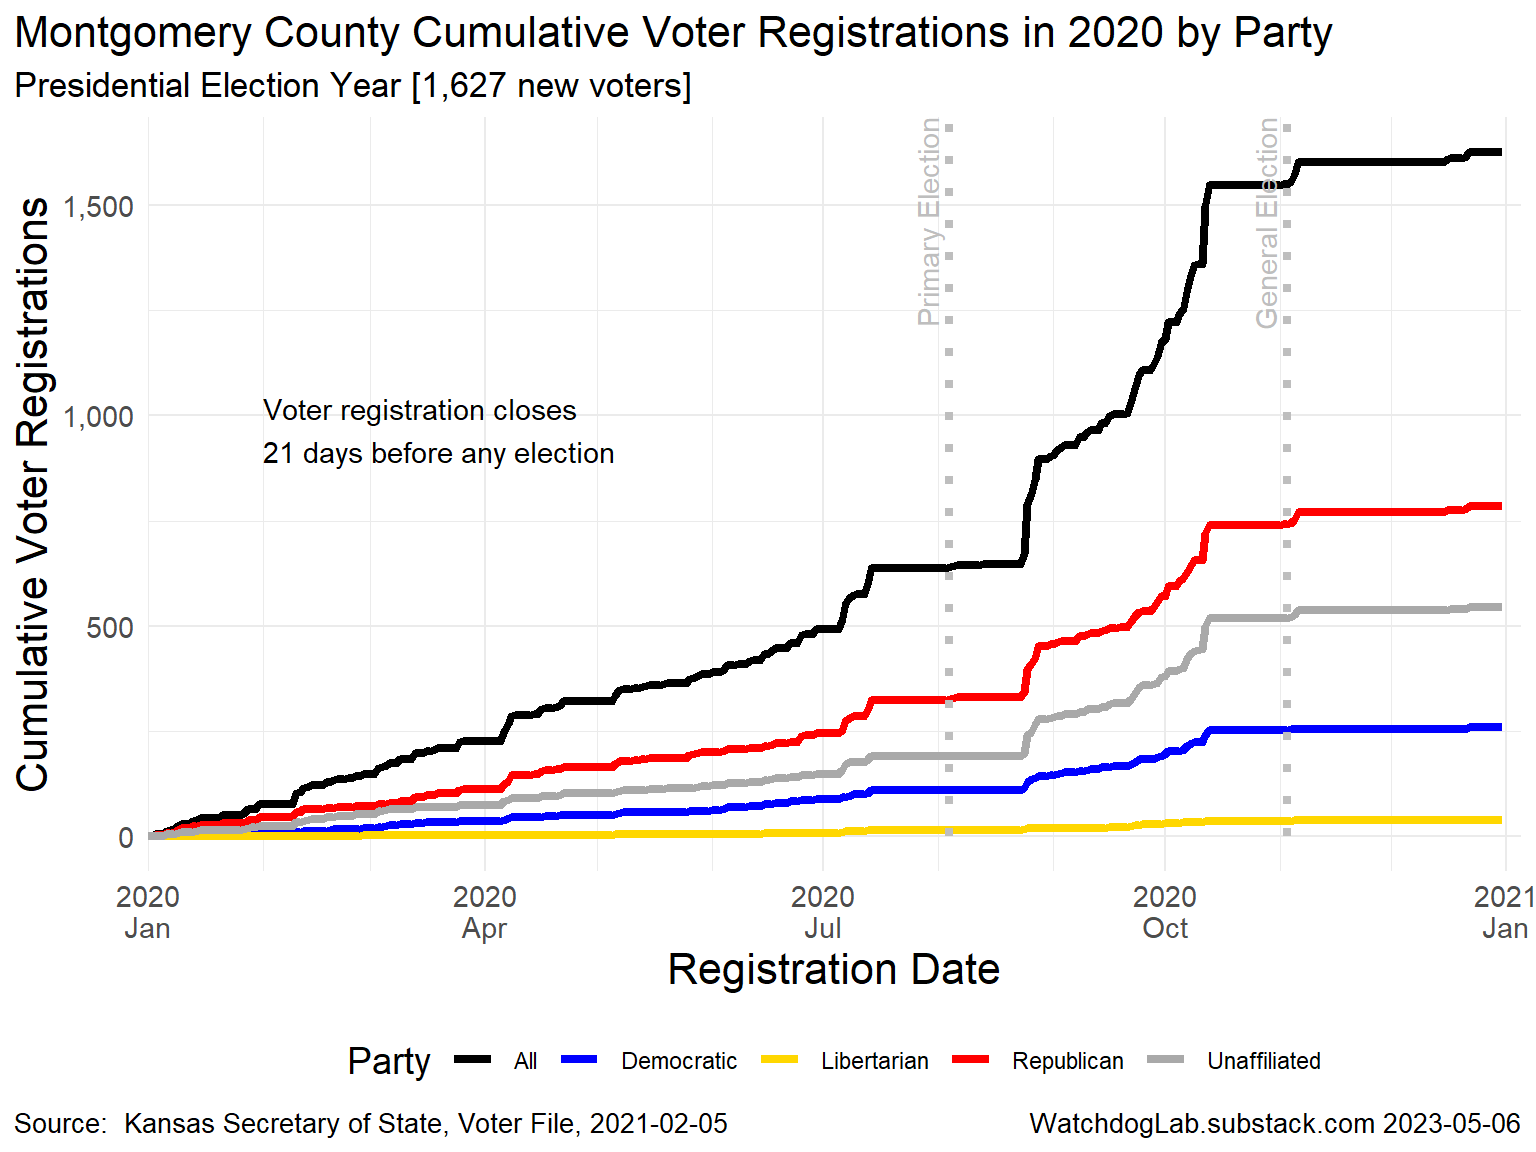 Montgomery County Cumulative Voter Registrations in 2020 by Party
Presidential Election Year [1,627 new voters]
Cumulative Voter Registrations
1,500
1,000
500
0
Primary Election
General Election
Voter registration closes
21 days before any election
2020
Jan
2020
Apr
2020
Jul
2020
Oct
2021
Jan
Registration Date
Party
All
Democratic
Libertarian
Republican
Unaffiliated
Source:  Kansas Secretary of State, Voter File, 2021-02-05
WatchdogLab.substack.com 2023-05-06